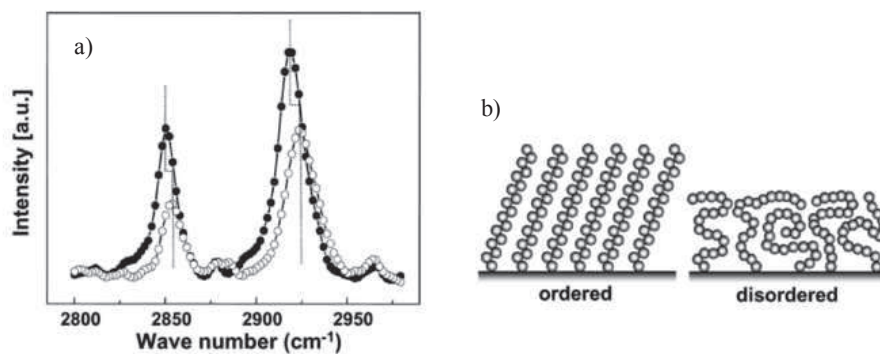 a)
Intensity [a.u.]
2800 2850 2900 2950
Wave number (cm⁻¹)
b)
ordered
disordered